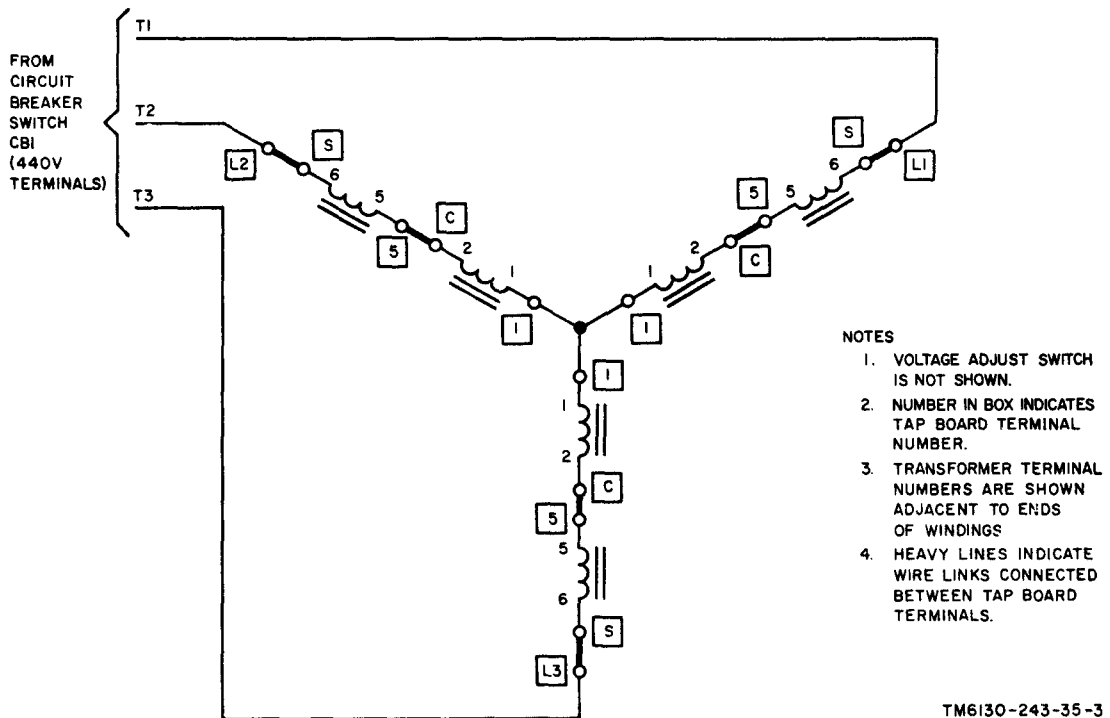 T1
FROM
CIRCUIT
BREAKER
SWITCH
CB1
(440V
TERMINALS)
T2
T3
L2
S
6
5
5
C
2
1
1
S
L1
6
5
5
C
2
1
1
1
1
2
C
5
5
6
S
L3
NOTES
1. VOLTAGE ADJUST SWITCH
IS NOT SHOWN.
2. NUMBER IN BOX INDICATES
TAP BOARD TERMINAL
NUMBER.
3. TRANSFORMER TERMINAL
NUMBERS ARE SHOWN
ADJACENT TO ENDS
OF WINDINGS
4. HEAVY LINES INDICATE
WIRE LINKS CONNECTED
BETWEEN TAP BOARD
TERMINALS.
TM6130-243-35-3